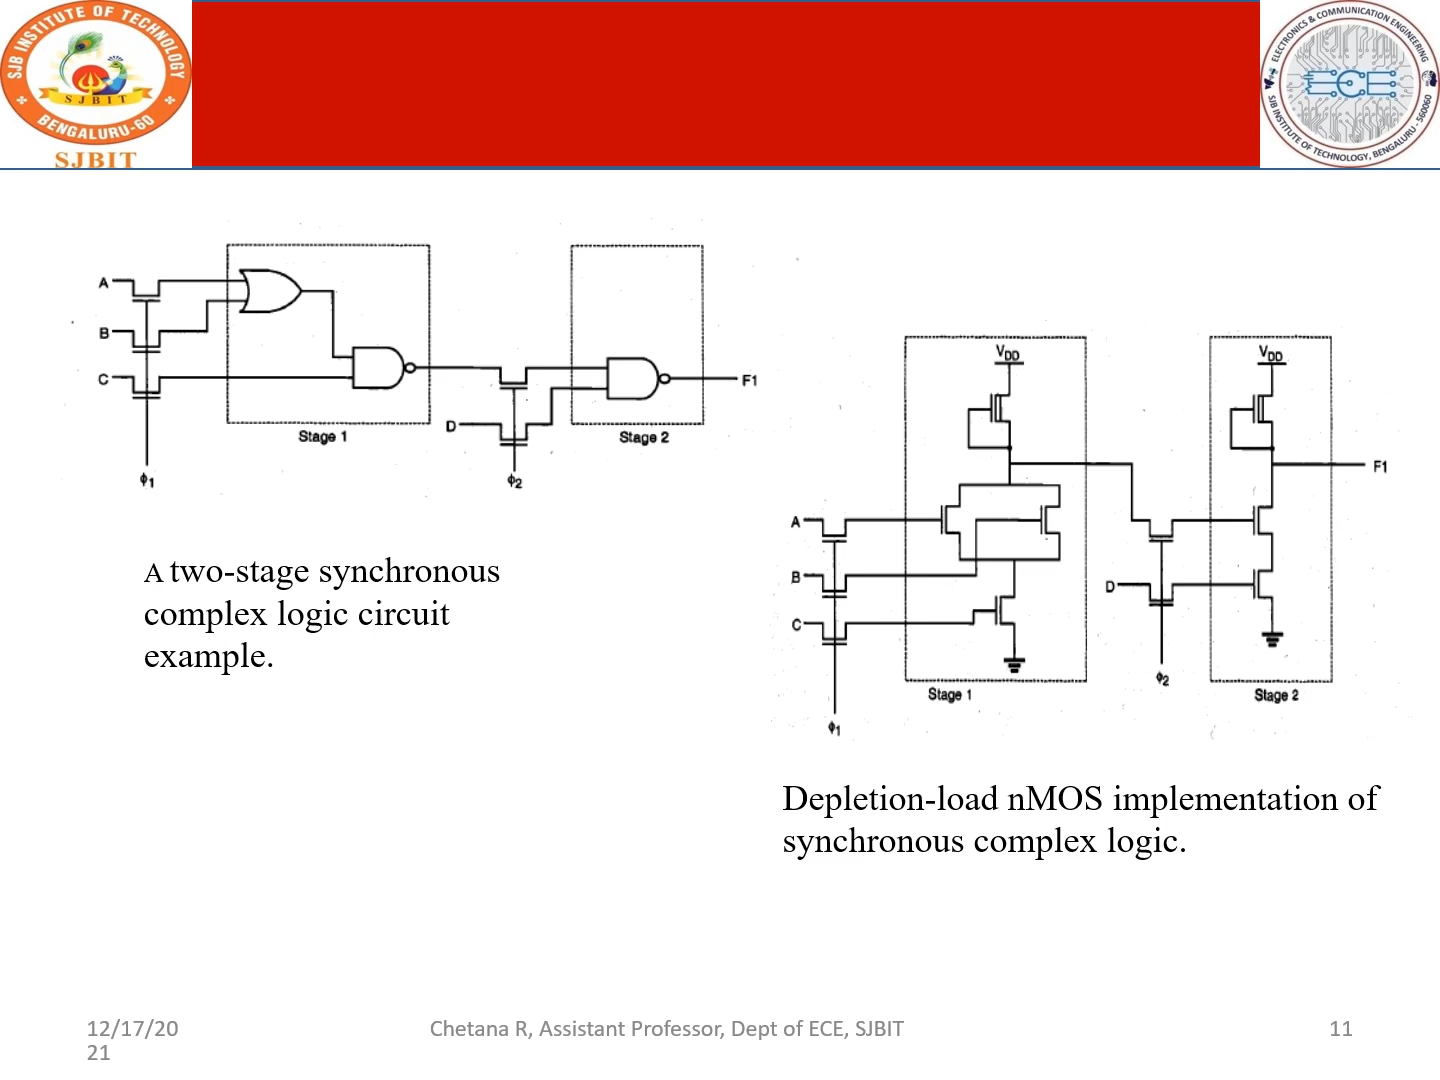 SJB INSTITUTE OF TECHNOLOGY
SJBIT
BENGALURU-60
SJBIT
ELECTRONICS & COMMUNICATION ENGINEERING
ECE
SJB INSTITUTE OF TECHNOLOGY, BENGALURU - 560060
A
B
C
D
F1
Stage 1
Stage 2
ϕ1
ϕ2
A two-stage synchronous
complex logic circuit
example.
VDD
VDD
F1
A
B
D
C
ϕ2
Stage 1
Stage 2
ϕ1
Depletion-load nMOS implementation of
synchronous complex logic.
12/17/20
21
Chetana R, Assistant Professor, Dept of ECE, SJBIT
11